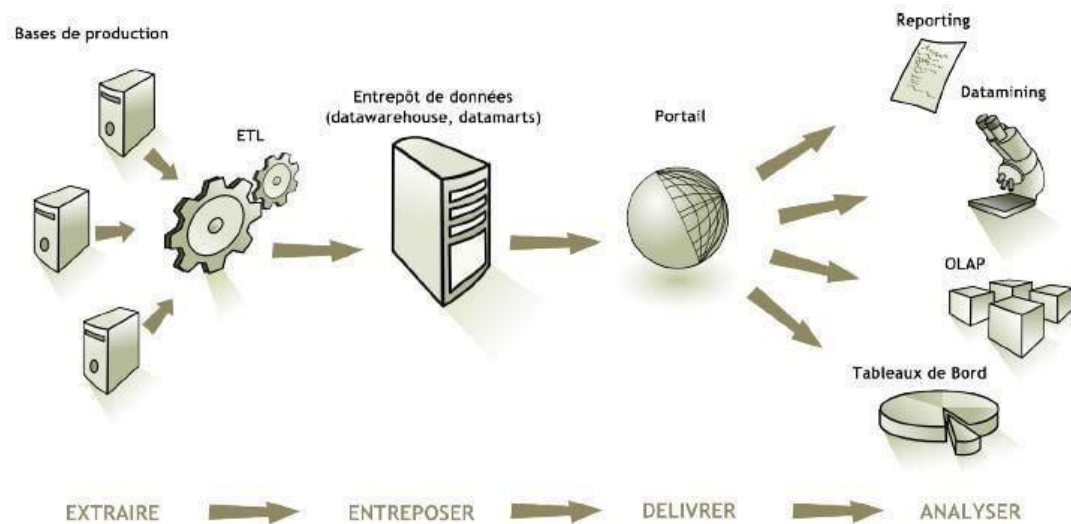 Bases de production
ETL
Entrepôt de données
(datawarehouse, datamarts)
Portail
Reporting
Datamining
OLAP
Tableaux de Bord
EXTRAIRE
ENTREPOSER
DELIVRER
ANALYSER